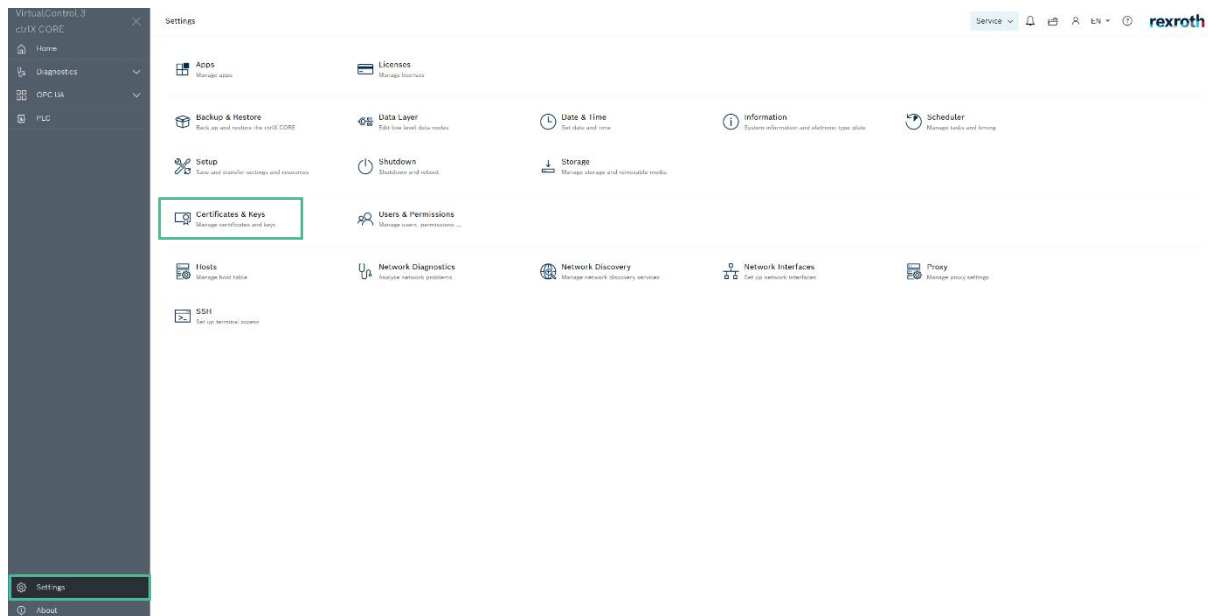 VirtualControl 3
ctrlX CORE
Home
Diagnostics
OPC UA
PLC
Settings
About
Settings
Service
EN
rexroth
Apps
Manage apps
Licenses
Manage licenses
Backup & Restore
Back up and restore the ctrlX CORE
Data Layer
Edit low level data nodes
Date & Time
Set date and time
Information
System information and eletronic type plate
Scheduler
Manage tasks and timing
Setup
Save and transfer settings and resources
Shutdown
Shutdown and reboot
Storage
Manage storage and removable media
Certificates & Keys
Manage certificates and keys
Users & Permissions
Manage users, permissions ...
Hosts
Manage host table
Network Diagnostics
Analyse network problems
Network Discovery
Manage network discovery services
Network Interfaces
Set up network interfaces
Proxy
Manage proxy settings
SSH
Set up terminal access